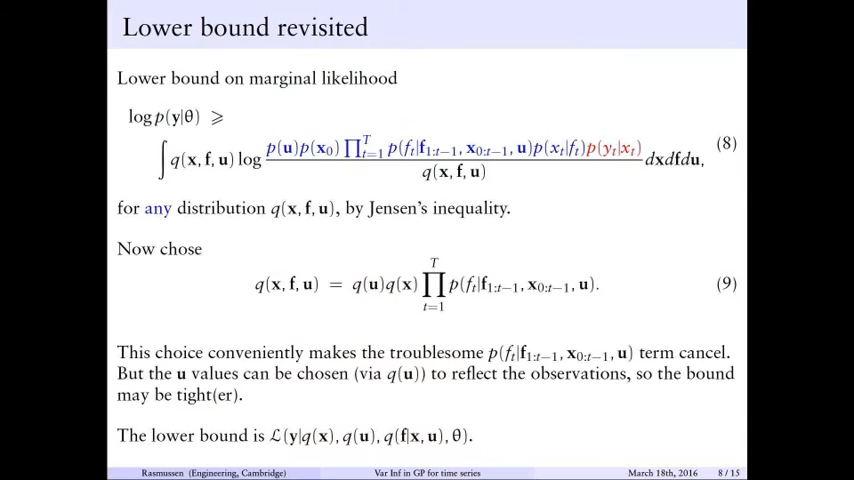 Lower bound revisited
Lower bound on marginal likelihood
log p(y|θ) ⩾
∫ q(x, f, u) log p(u)p(x₀) ∏ᵀₜ₌₁ p(fₜ|f₁:ₜ₋₁, x₀:ₜ₋₁, u)p(xₜ|fₜ)p(yₜ|xₜ) / q(x, f, u) dxdfdu, (8)
for any distribution q(x, f, u), by Jensen's inequality.
Now chose
q(x, f, u) = q(u)q(x) ∏ᵀₜ₌₁ p(fₜ|f₁:ₜ₋₁, x₀:ₜ₋₁, u). (9)
This choice conveniently makes the troublesome p(fₜ|f₁:ₜ₋₁, x₀:ₜ₋₁, u) term cancel.
But the u values can be chosen (via q(u)) to reflect the observations, so the bound
may be tight(er).
The lower bound is ℒ(y|q(x), q(u), q(f|x, u), θ).
Rasmussen (Engineering, Cambridge) Var Inf in GP for time series March 18th, 2016 8 / 15